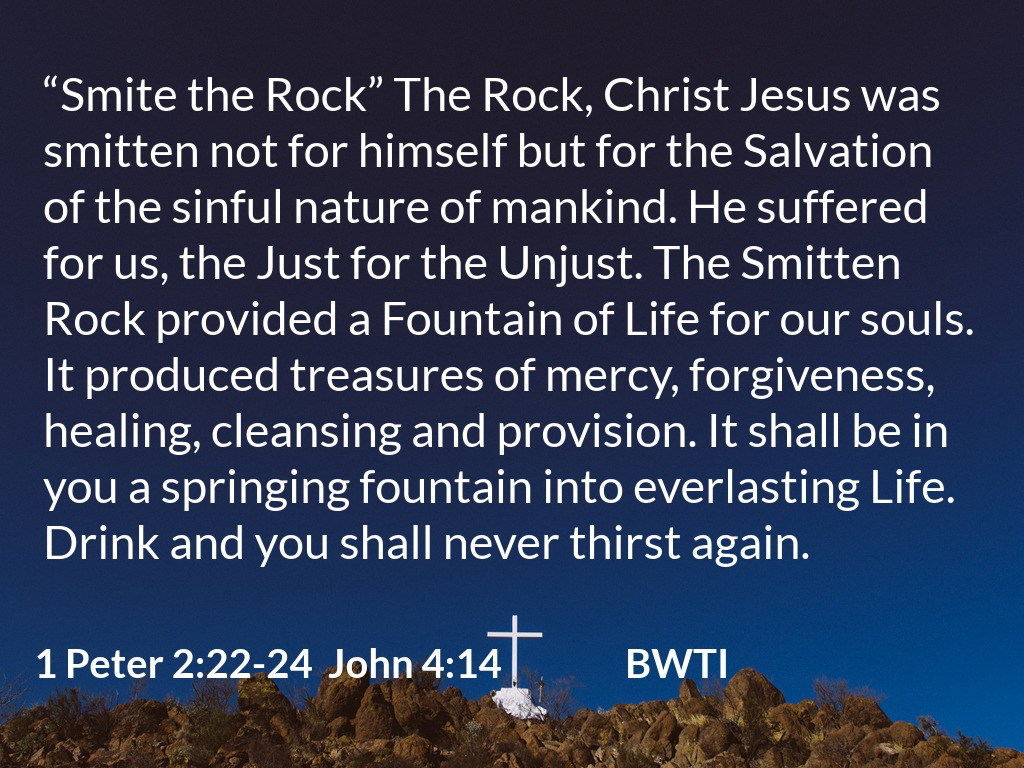 “Smite the Rock” The Rock, Christ Jesus was
smitten not for himself but for the Salvation
of the sinful nature of mankind. He suffered
for us, the Just for the Unjust. The Smitten
Rock provided a Fountain of Life for our souls.
It produced treasures of mercy, forgiveness,
healing, cleansing and provision. It shall be in
you a springing fountain into everlasting Life.
Drink and you shall never thirst again.
1 Peter 2:22-24 John 4:14 BWTI